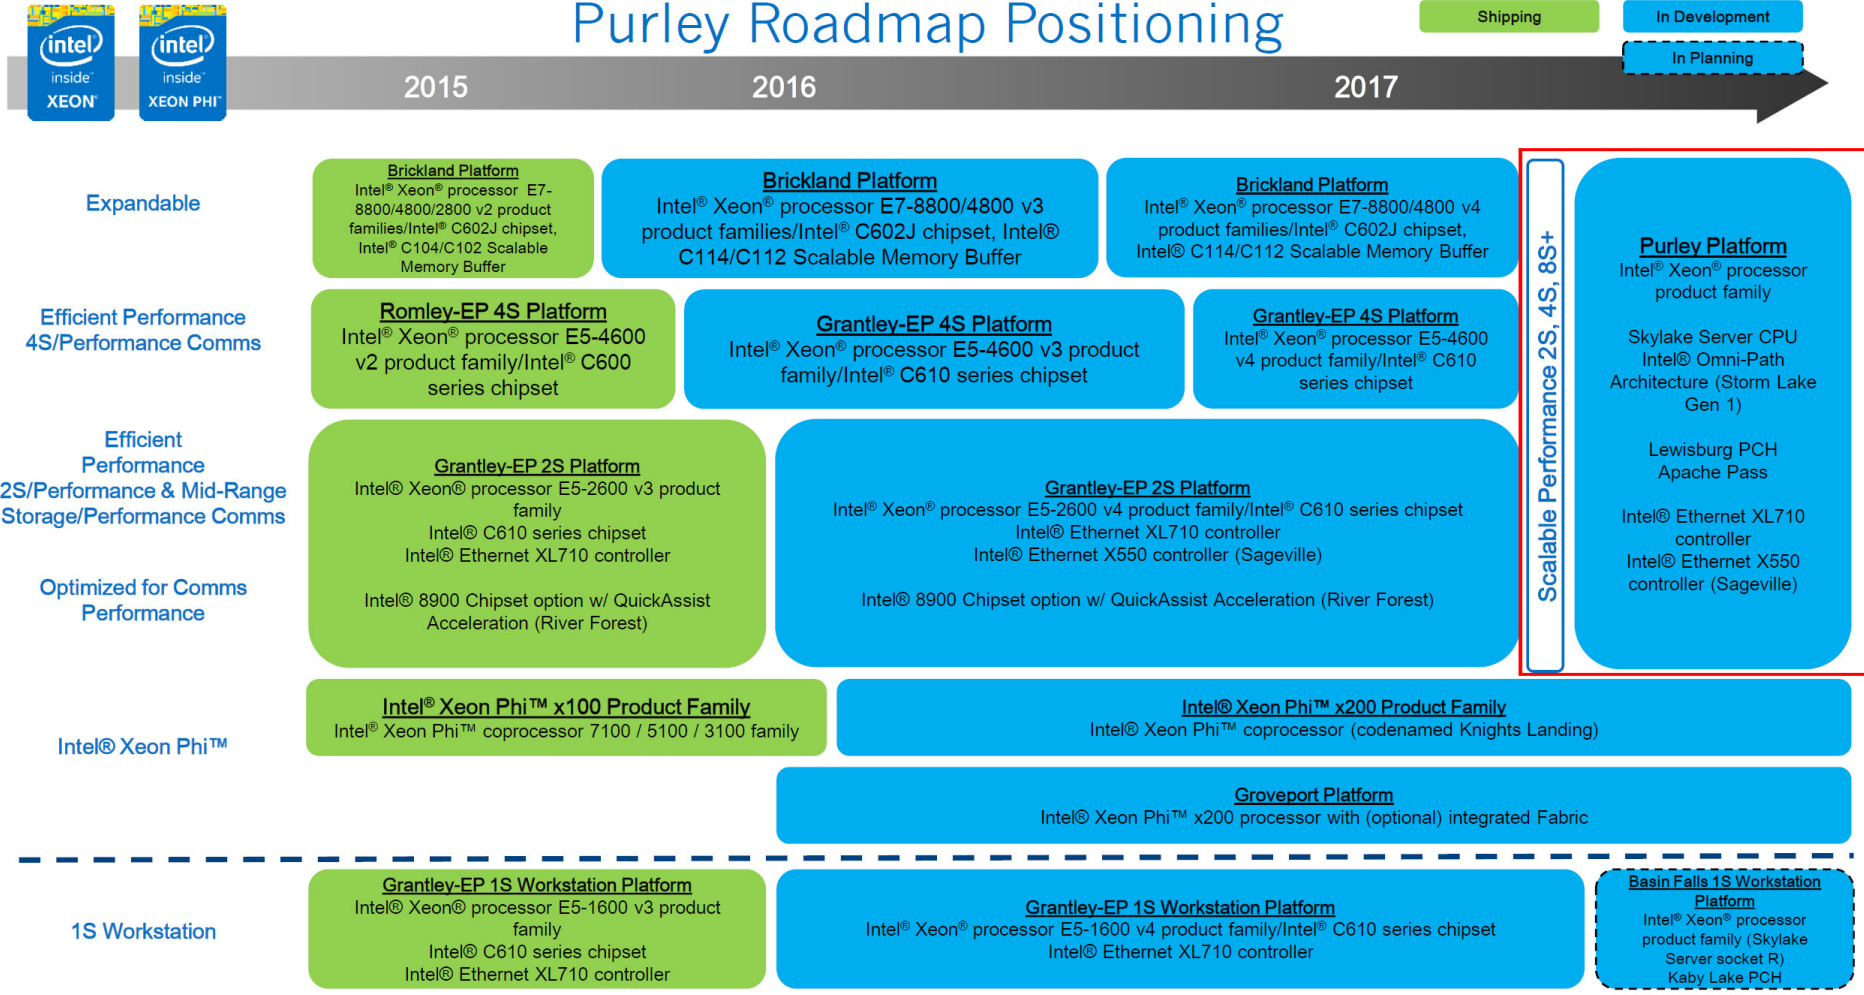 Purley Roadmap Positioning
Shipping
In Development
In Planning
intel®
inside™
XEON®
intel®
inside™
XEON PHI™
2015
2016
2017
Expandable
Brickland Platform
Intel® Xeon® processor E7-
8800/4800/2800 v2 product
families/Intel® C602J chipset,
Intel® C104/C102 Scalable
Memory Buffer
Brickland Platform
Intel® Xeon® processor E7-8800/4800 v3
product families/Intel® C602J chipset, Intel®
C114/C112 Scalable Memory Buffer
Brickland Platform
Intel® Xeon® processor E7-8800/4800 v4
product families/Intel® C602J chipset,
Intel® C114/C112 Scalable Memory Buffer
Efficient Performance
4S/Performance Comms
Romley-EP 4S Platform
Intel® Xeon® processor E5-4600
v2 product family/Intel® C600
series chipset
Grantley-EP 4S Platform
Intel® Xeon® processor E5-4600 v3 product
family/Intel® C610 series chipset
Grantley-EP 4S Platform
Intel® Xeon® processor E5-4600
v4 product family/Intel® C610
series chipset
Scalable Performance 2S, 4S, 8S+
Purley Platform
Intel® Xeon® processor
product family
Skylake Server CPU
Intel® Omni-Path
Architecture (Storm Lake
Gen 1)
Lewisburg PCH
Apache Pass
Intel® Ethernet XL710
controller
Intel® Ethernet X550
controller (Sageville)
Efficient
Performance
2S/Performance & Mid-Range
Storage/Performance Comms
Optimized for Comms
Performance
Grantley-EP 2S Platform
Intel® Xeon® processor E5-2600 v3 product
family
Intel® C610 series chipset
Intel® Ethernet XL710 controller
Intel® 8900 Chipset option w/ QuickAssist
Acceleration (River Forest)
Grantley-EP 2S Platform
Intel® Xeon® processor E5-2600 v4 product family/Intel® C610 series chipset
Intel® Ethernet XL710 controller
Intel® Ethernet X550 controller (Sageville)
Intel® 8900 Chipset option w/ QuickAssist Acceleration (River Forest)
Intel® Xeon Phi™
Intel® Xeon Phi™ x100 Product Family
Intel® Xeon Phi™ coprocessor 7100 / 5100 / 3100 family
Intel® Xeon Phi™ x200 Product Family
Intel® Xeon Phi™ coprocessor (codenamed Knights Landing)
Groveport Platform
Intel® Xeon Phi™ x200 processor with (optional) integrated Fabric
1S Workstation
Grantley-EP 1S Workstation Platform
Intel® Xeon® processor E5-1600 v3 product
family
Intel® C610 series chipset
Intel® Ethernet XL710 controller
Grantley-EP 1S Workstation Platform
Intel® Xeon® processor E5-1600 v4 product family/Intel® C610 series chipset
Intel® Ethernet XL710 controller
Basin Falls 1S Workstation
Platform
Intel® Xeon® processor
product family (Skylake
Server socket R)
Kaby Lake PCH